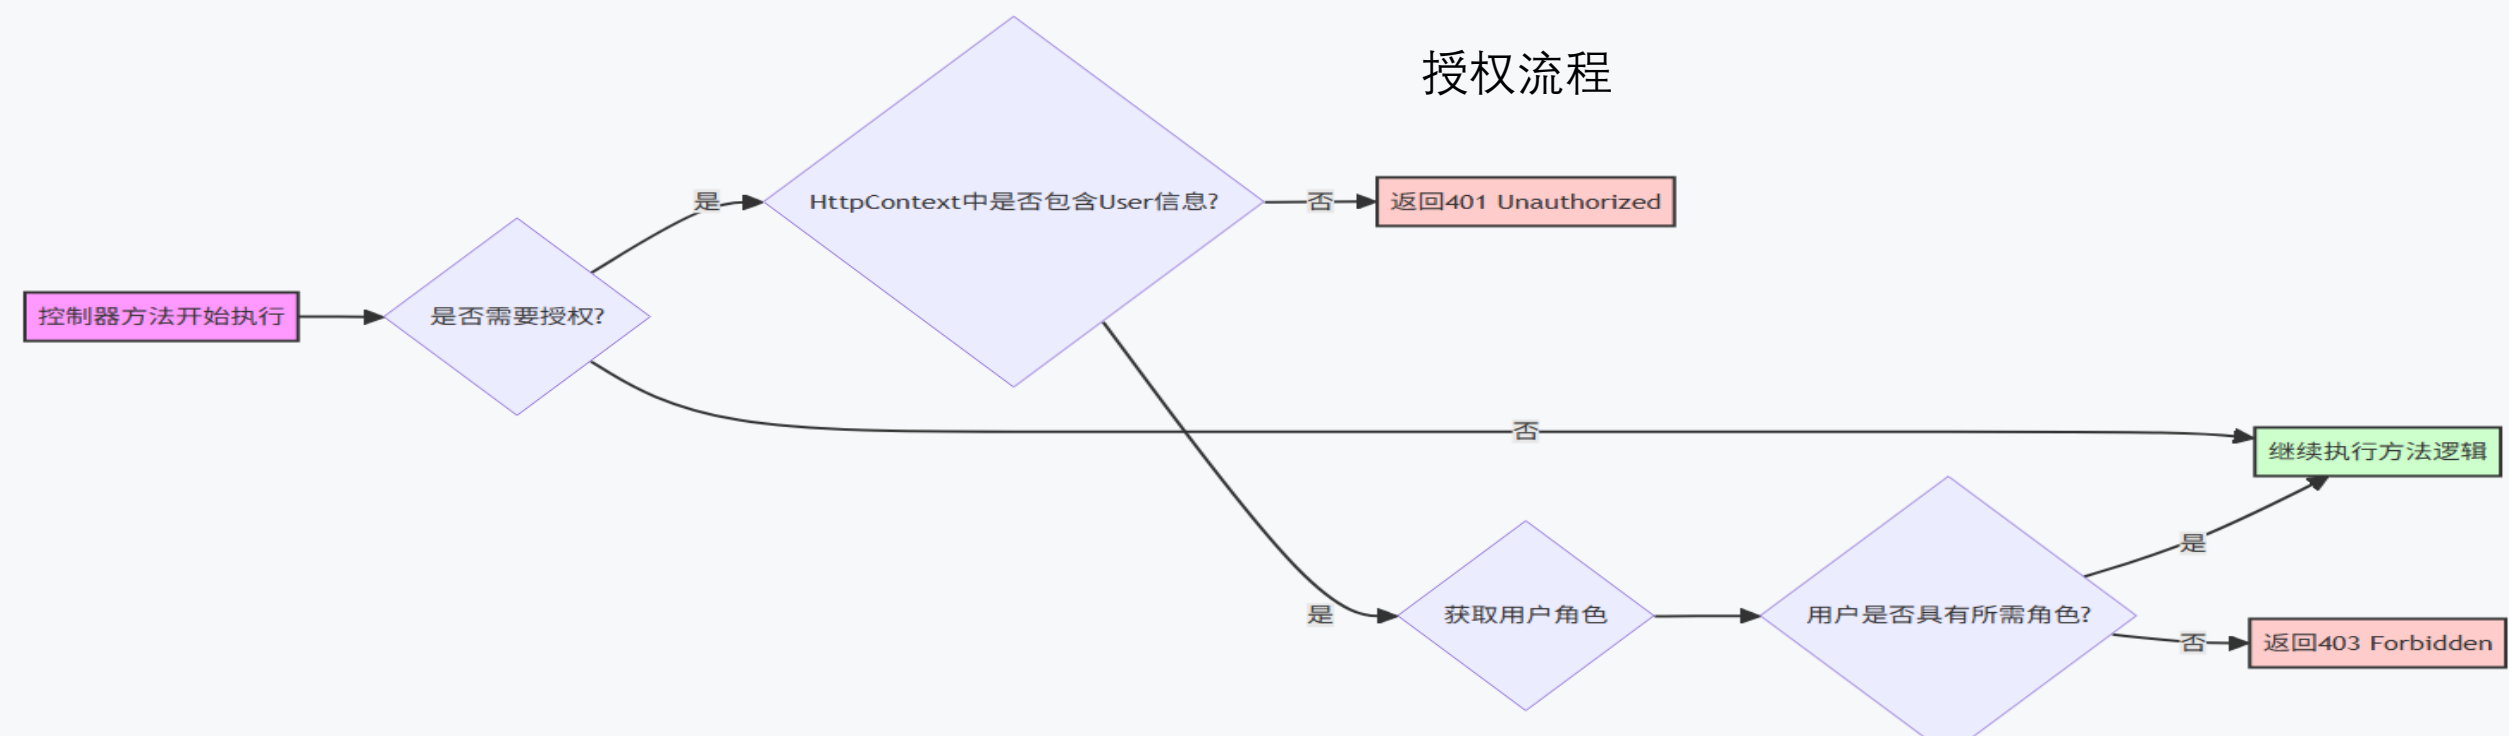 授权流程
控制器方法开始执行
是否需要授权?
是
HttpContext中是否包含User信息?
否
返回401 Unauthorized
否
继续执行方法逻辑
是
获取用户角色
用户是否具有所需角色?
是
否
返回403 Forbidden